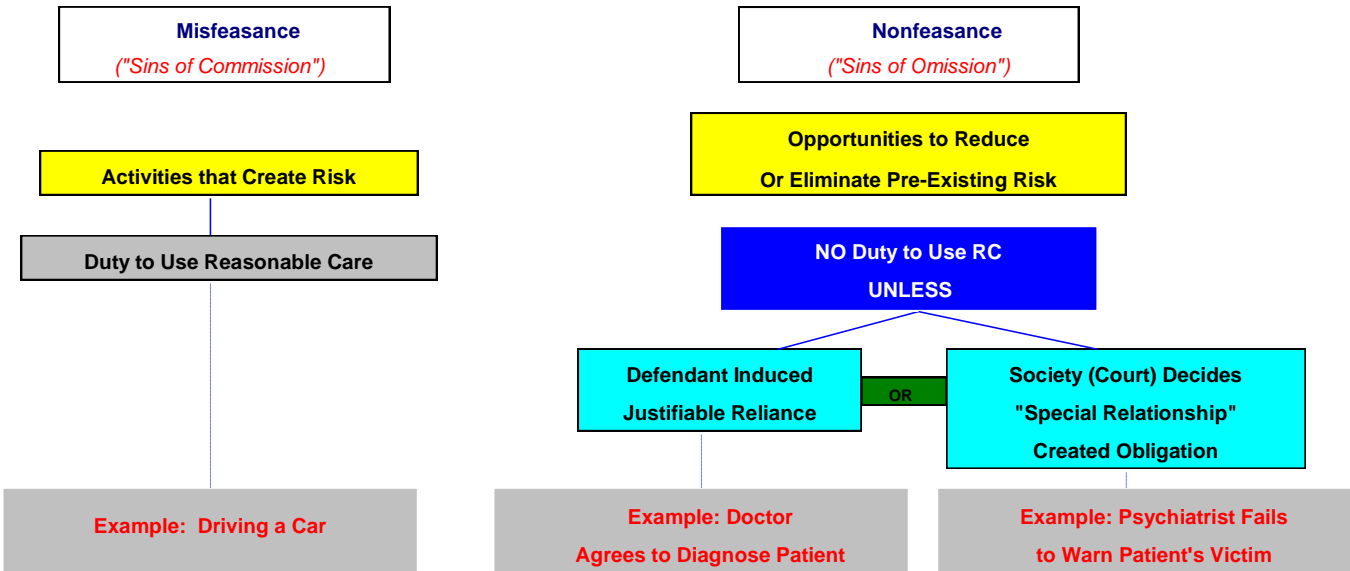 Misfeasance
("Sins of Commission")
Nonfeasance
("Sins of Omission")
Activities that Create Risk
Opportunities to Reduce
Or Eliminate Pre-Existing Risk
Duty to Use Reasonable Care
NO Duty to Use RC
UNLESS
Defendant Induced
Justifiable Reliance
OR
Society (Court) Decides
"Special Relationship"
Created Obligation
Example: Driving a Car
Example: Doctor
Agrees to Diagnose Patient
Example: Psychiatrist Fails
to Warn Patient's Victim